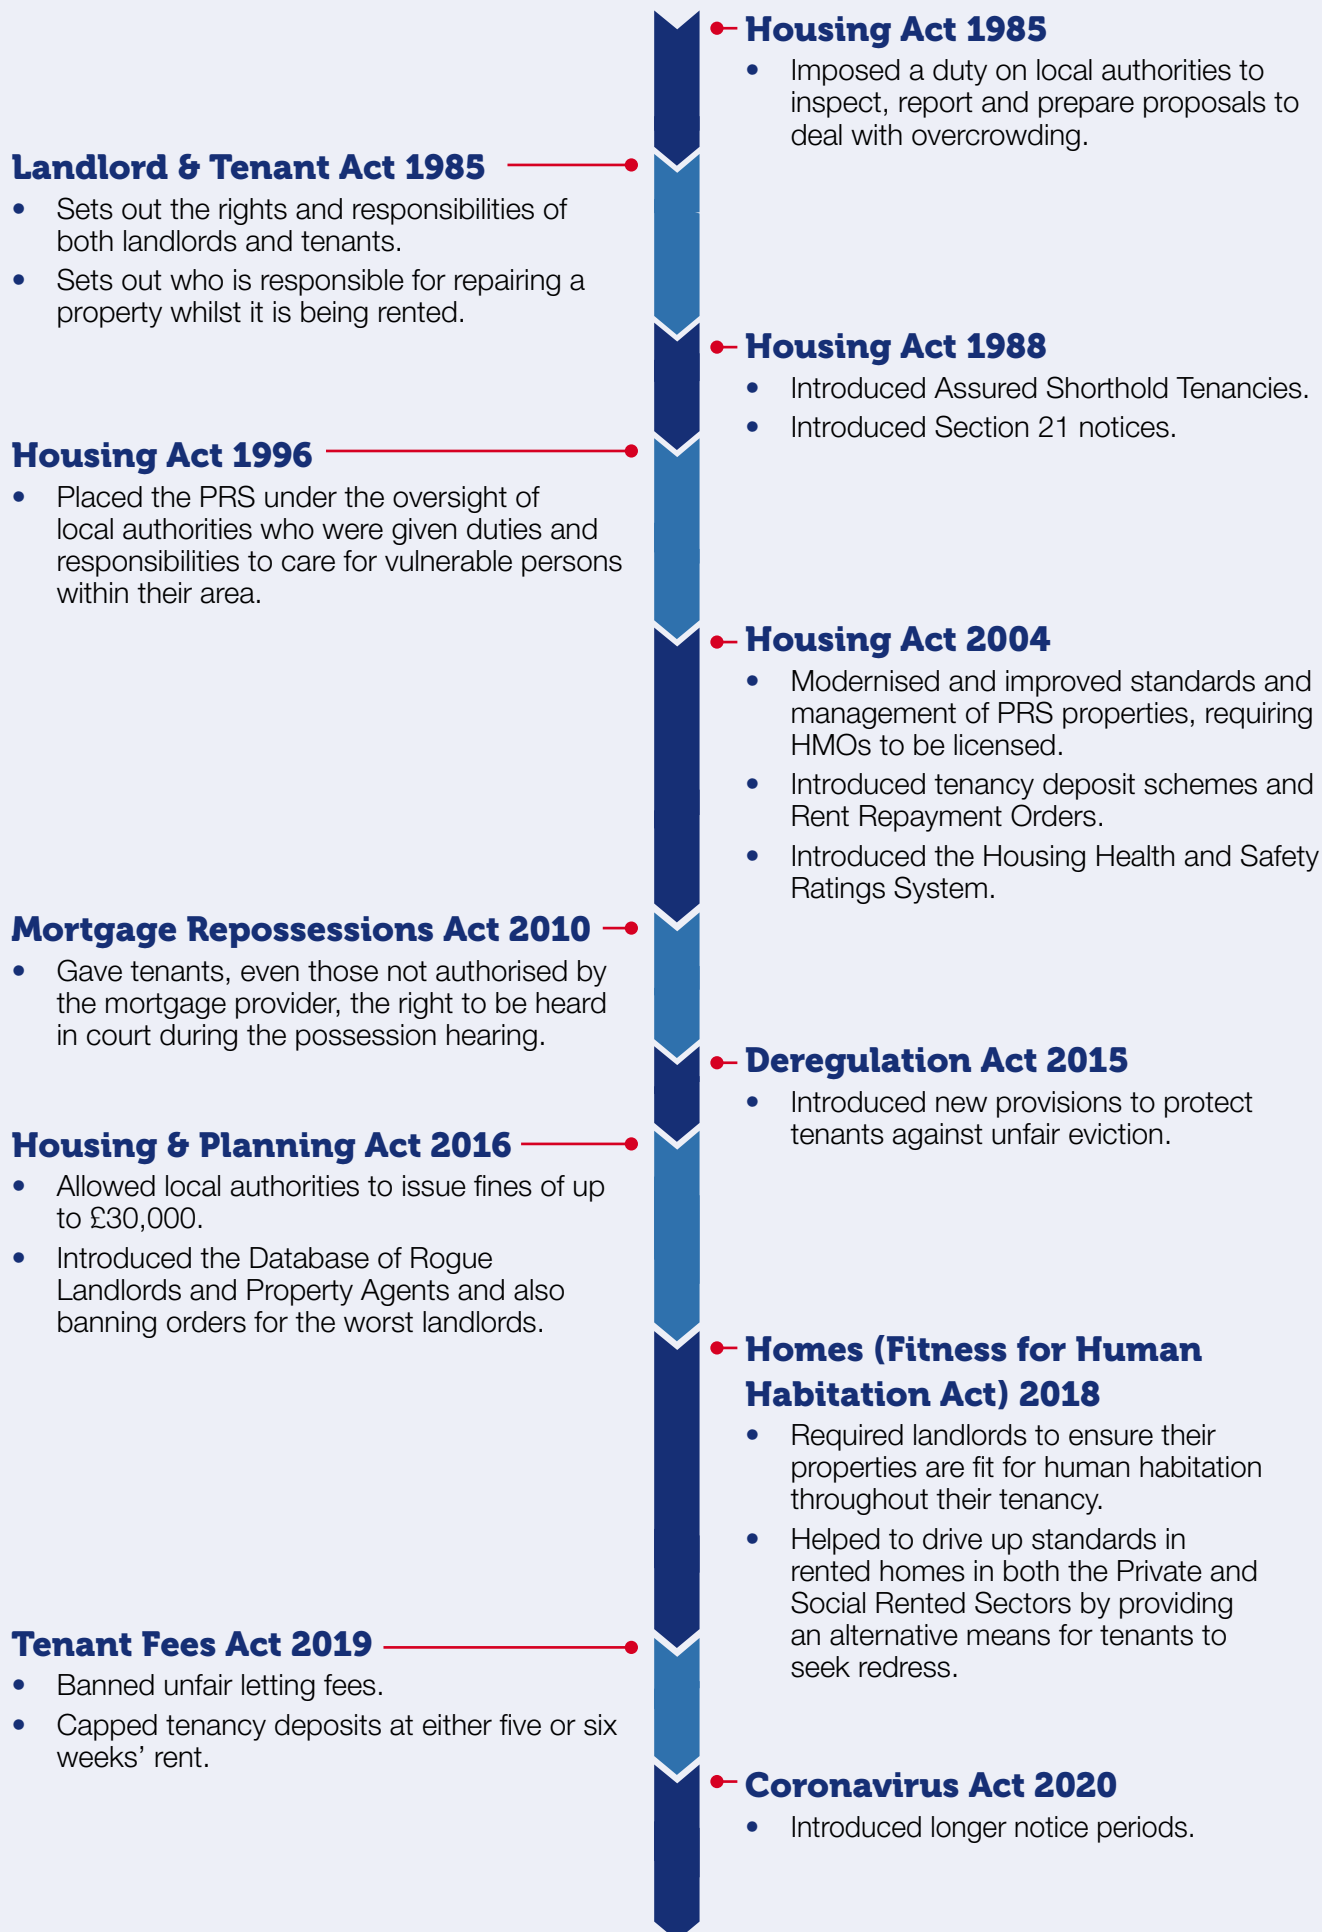 Housing Act 1985
• Imposed a duty on local authorities to
inspect, report and prepare proposals to
deal with overcrowding.
Landlord & Tenant Act 1985
• Sets out the rights and responsibilities of
both landlords and tenants.
• Sets out who is responsible for repairing a
property whilst it is being rented.
Housing Act 1988
• Introduced Assured Shorthold Tenancies.
• Introduced Section 21 notices.
Housing Act 1996
• Placed the PRS under the oversight of
local authorities who were given duties and
responsibilities to care for vulnerable persons
within their area.
Housing Act 2004
• Modernised and improved standards and
management of PRS properties, requiring
HMOs to be licensed.
• Introduced tenancy deposit schemes and
Rent Repayment Orders.
• Introduced the Housing Health and Safety
Ratings System.
Mortgage Repossessions Act 2010
• Gave tenants, even those not authorised by
the mortgage provider, the right to be heard
in court during the possession hearing.
Deregulation Act 2015
• Introduced new provisions to protect
tenants against unfair eviction.
Housing & Planning Act 2016
• Allowed local authorities to issue fines of up
to £30,000.
• Introduced the Database of Rogue
Landlords and Property Agents and also
banning orders for the worst landlords.
Homes (Fitness for Human
Habitation Act) 2018
• Required landlords to ensure their
properties are fit for human habitation
throughout their tenancy.
• Helped to drive up standards in
rented homes in both the Private and
Social Rented Sectors by providing
an alternative means for tenants to
seek redress.
Tenant Fees Act 2019
• Banned unfair letting fees.
• Capped tenancy deposits at either five or six
weeks’ rent.
Coronavirus Act 2020
• Introduced longer notice periods.